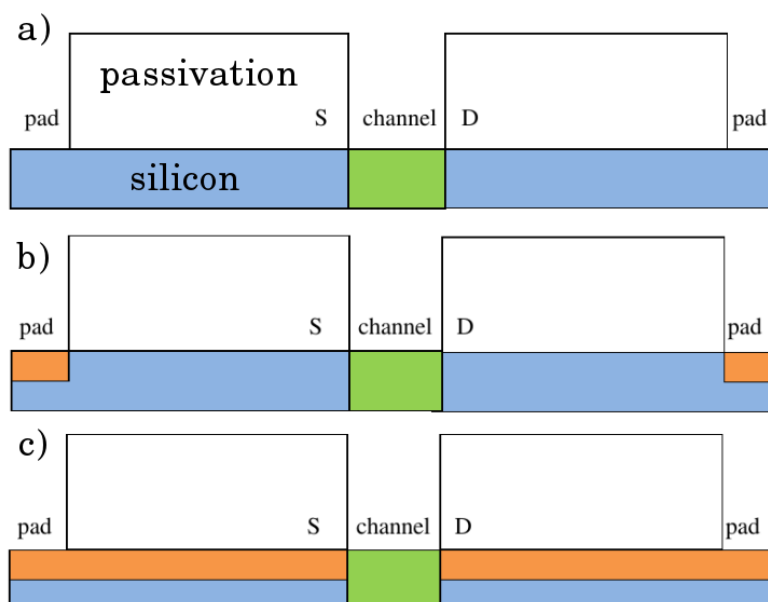 a)
passivation
pad S channel D pad
silicon
b)
pad S channel D pad
c)
pad S channel D pad